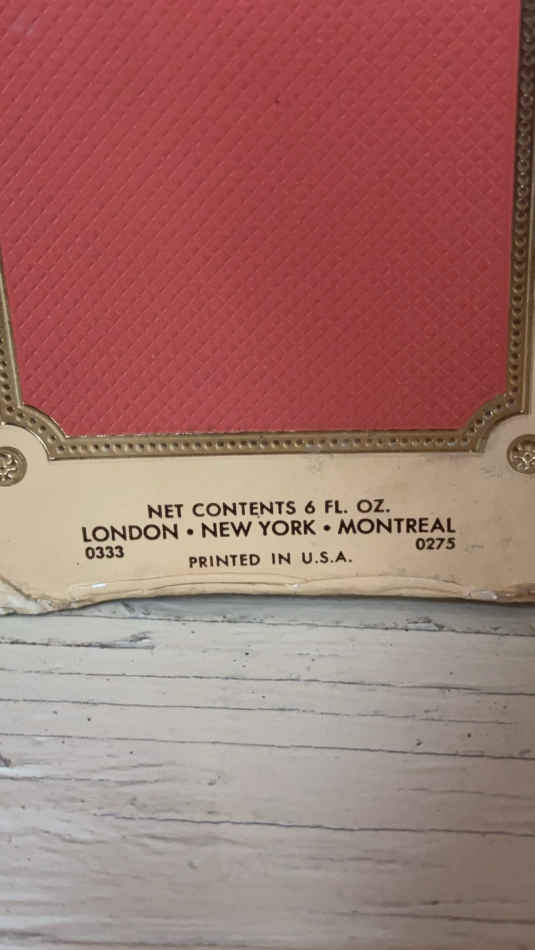 NET CONTENTS 6 FL. OZ.
LONDON • NEW YORK • MONTREAL
0333 0275
PRINTED IN U.S.A.